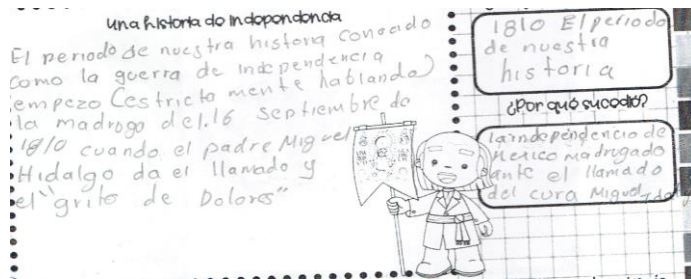 una historia de Independencia
El periodo de nuestra historia conocido
como la guerra de independencia
empezo (estricta mente hablando)
la madrogo del.16 septiembre de
1810 cuando el padre Miguel
Hidalgo da el llamado y
el "grito de Dolores"
1810 El periodo
de nuestra
historia
¿Por qué sucedió?
la independencia de
Mexico madrugado
ante el llamado
del cura Miguel